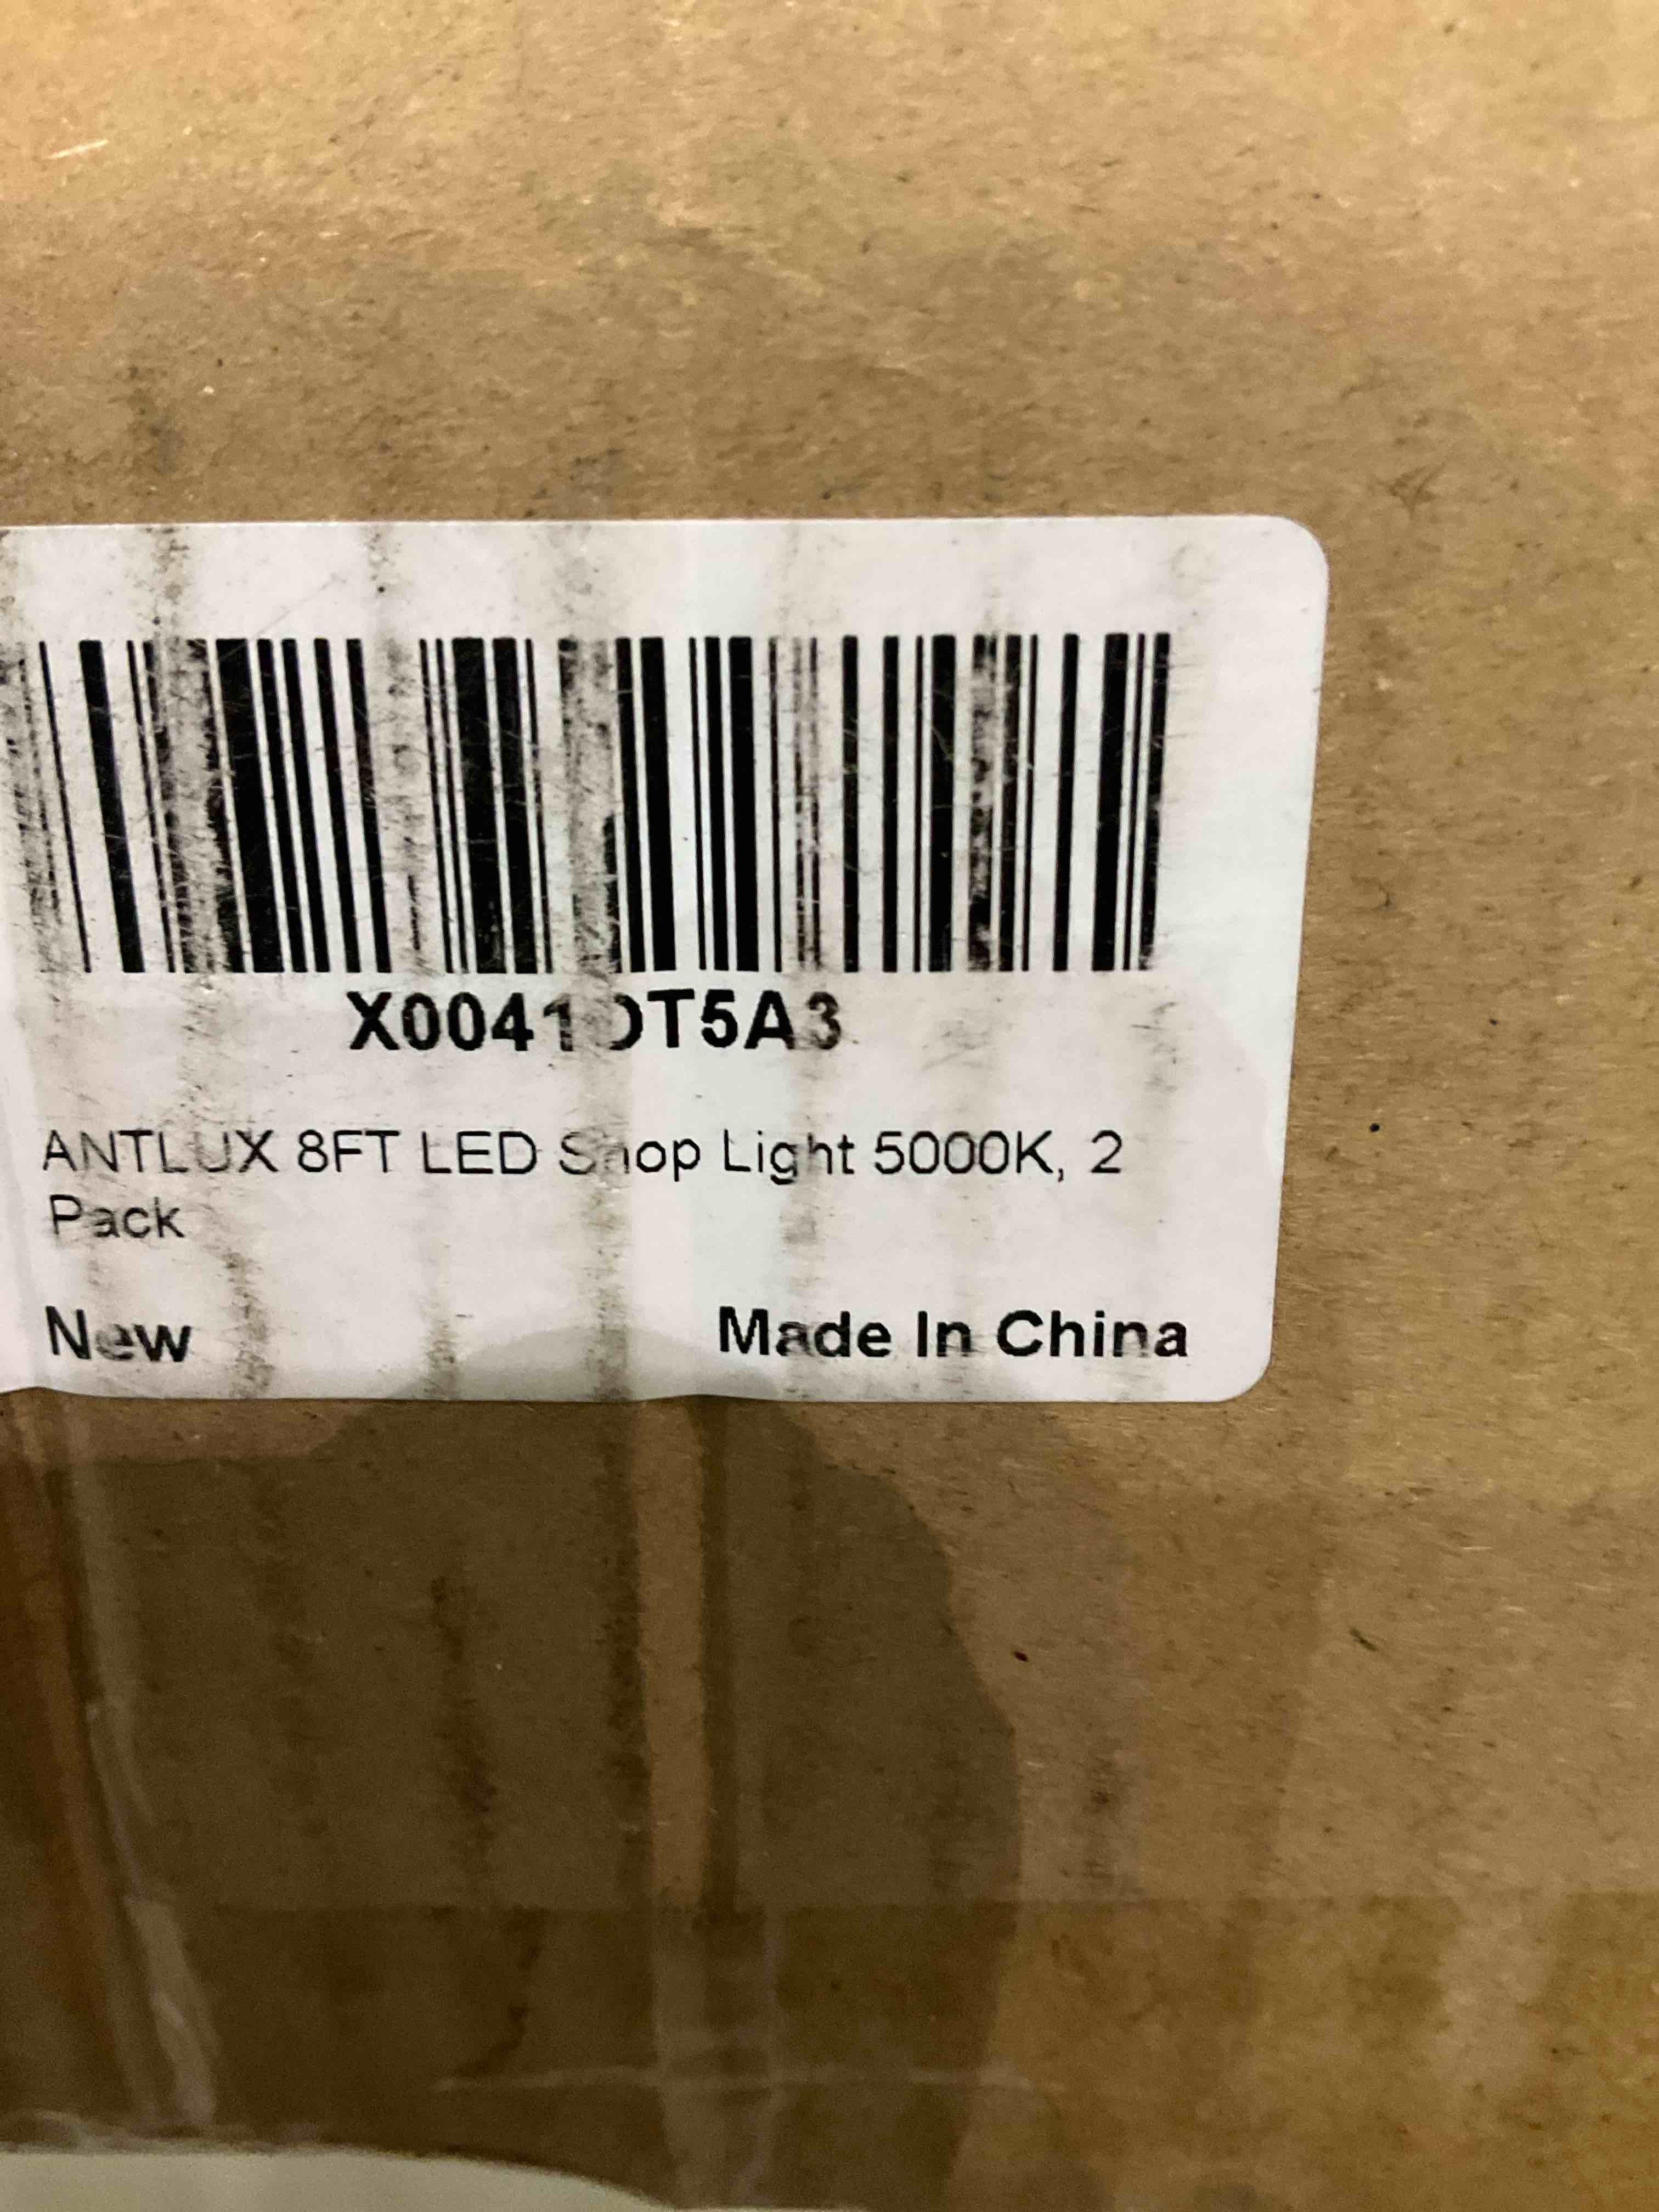 ANTLUX 8FT LED Shop Light 5000K, 2
Pack
New
Made In China